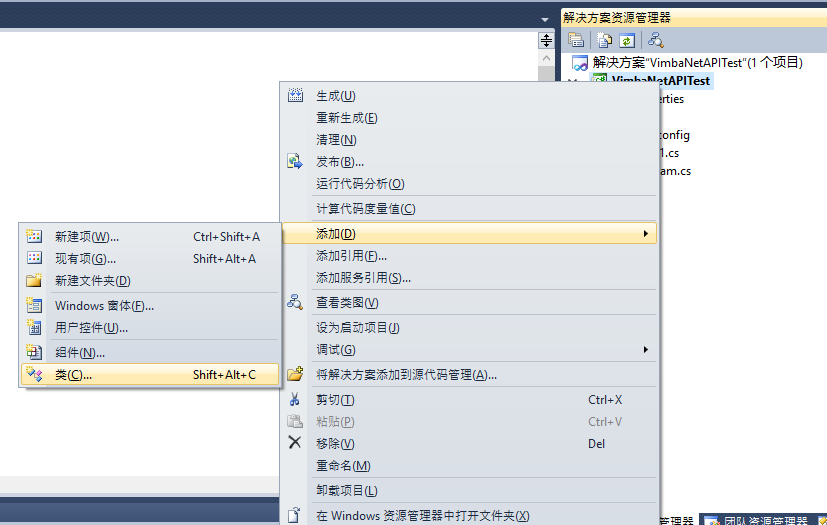 解决方案资源管理器
解决方案"VimbaNetAPITest"(1 个项目)
VimbaNetAPITest
erties
onfig
1.cs
am.cs
生成(U)
重新生成(E)
清理(N)
发布(B)...
运行代码分析(O)
计算代码度量值(C)
添加(D)
添加引用(F)...
添加服务引用(S)...
查看类图(V)
设为启动项目(J)
调试(G)
将解决方案添加到源代码管理(A)...
剪切(T) Ctrl+X
粘贴(P) Ctrl+V
移除(V) Del
重命名(M)
卸载项目(L)
在 Windows 资源管理器中打开文件夹(X)
新建项(W)... Ctrl+Shift+A
现有项(G)... Shift+Alt+A
新建文件夹(D)
Windows 窗体(F)...
用户控件(U)...
组件(N)...
类(C)... Shift+Alt+C
管理器 团队资源管理器